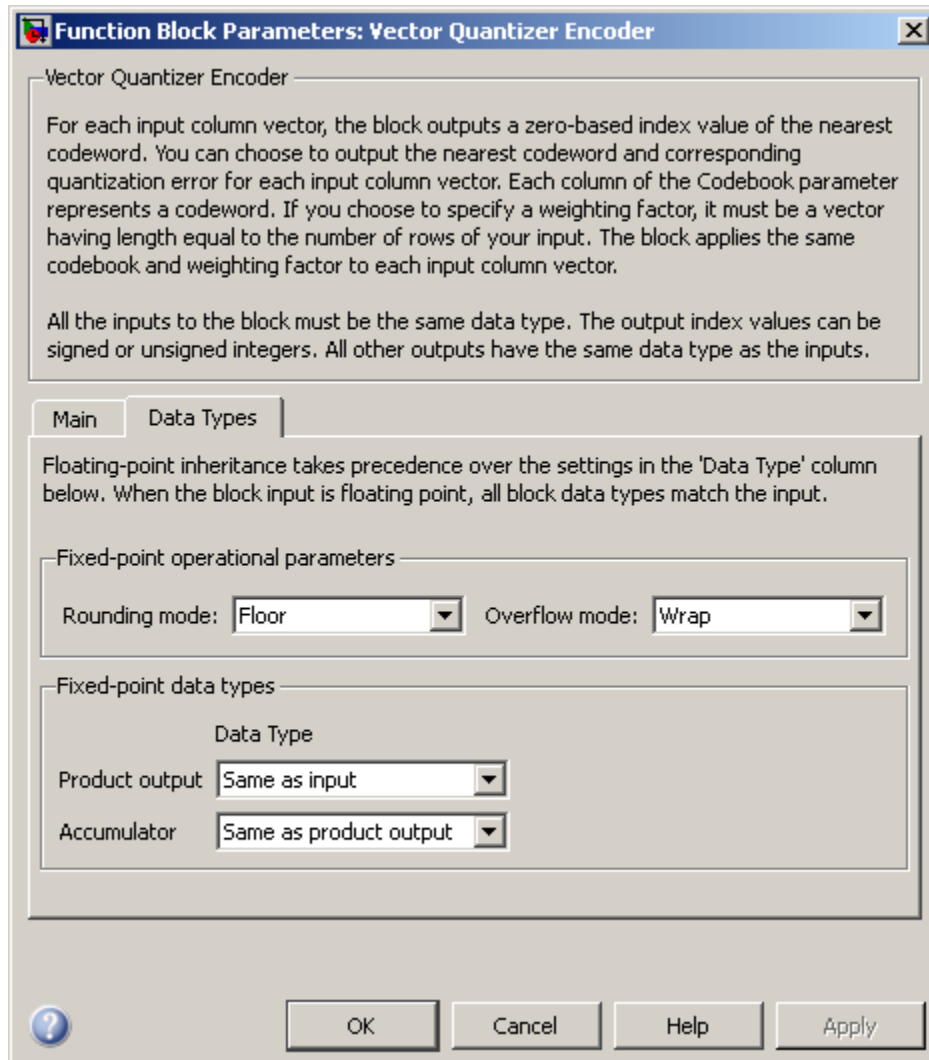 Function Block Parameters: Vector Quantizer Encoder
Vector Quantizer Encoder
For each input column vector, the block outputs a zero-based index value of the nearest
codeword. You can choose to output the nearest codeword and corresponding
quantization error for each input column vector. Each column of the Codebook parameter
represents a codeword. If you choose to specify a weighting factor, it must be a vector
having length equal to the number of rows of your input. The block applies the same
codebook and weighting factor to each input column vector.
All the inputs to the block must be the same data type. The output index values can be
signed or unsigned integers. All other outputs have the same data type as the inputs.
Main Data Types
Floating-point inheritance takes precedence over the settings in the 'Data Type' column
below. When the block input is floating point, all block data types match the input.
Fixed-point operational parameters
Rounding mode: Floor Overflow mode: Wrap
Fixed-point data types
Data Type
Product output Same as input
Accumulator Same as product output
? OK Cancel Help Apply